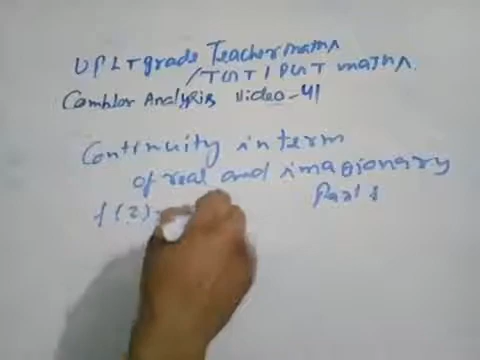 UP LT grade Teacher maths
/TGT/PGT maths
Complex Analysis Video-41
Continuity in term
of real and imagionary
Parts
f(z)=